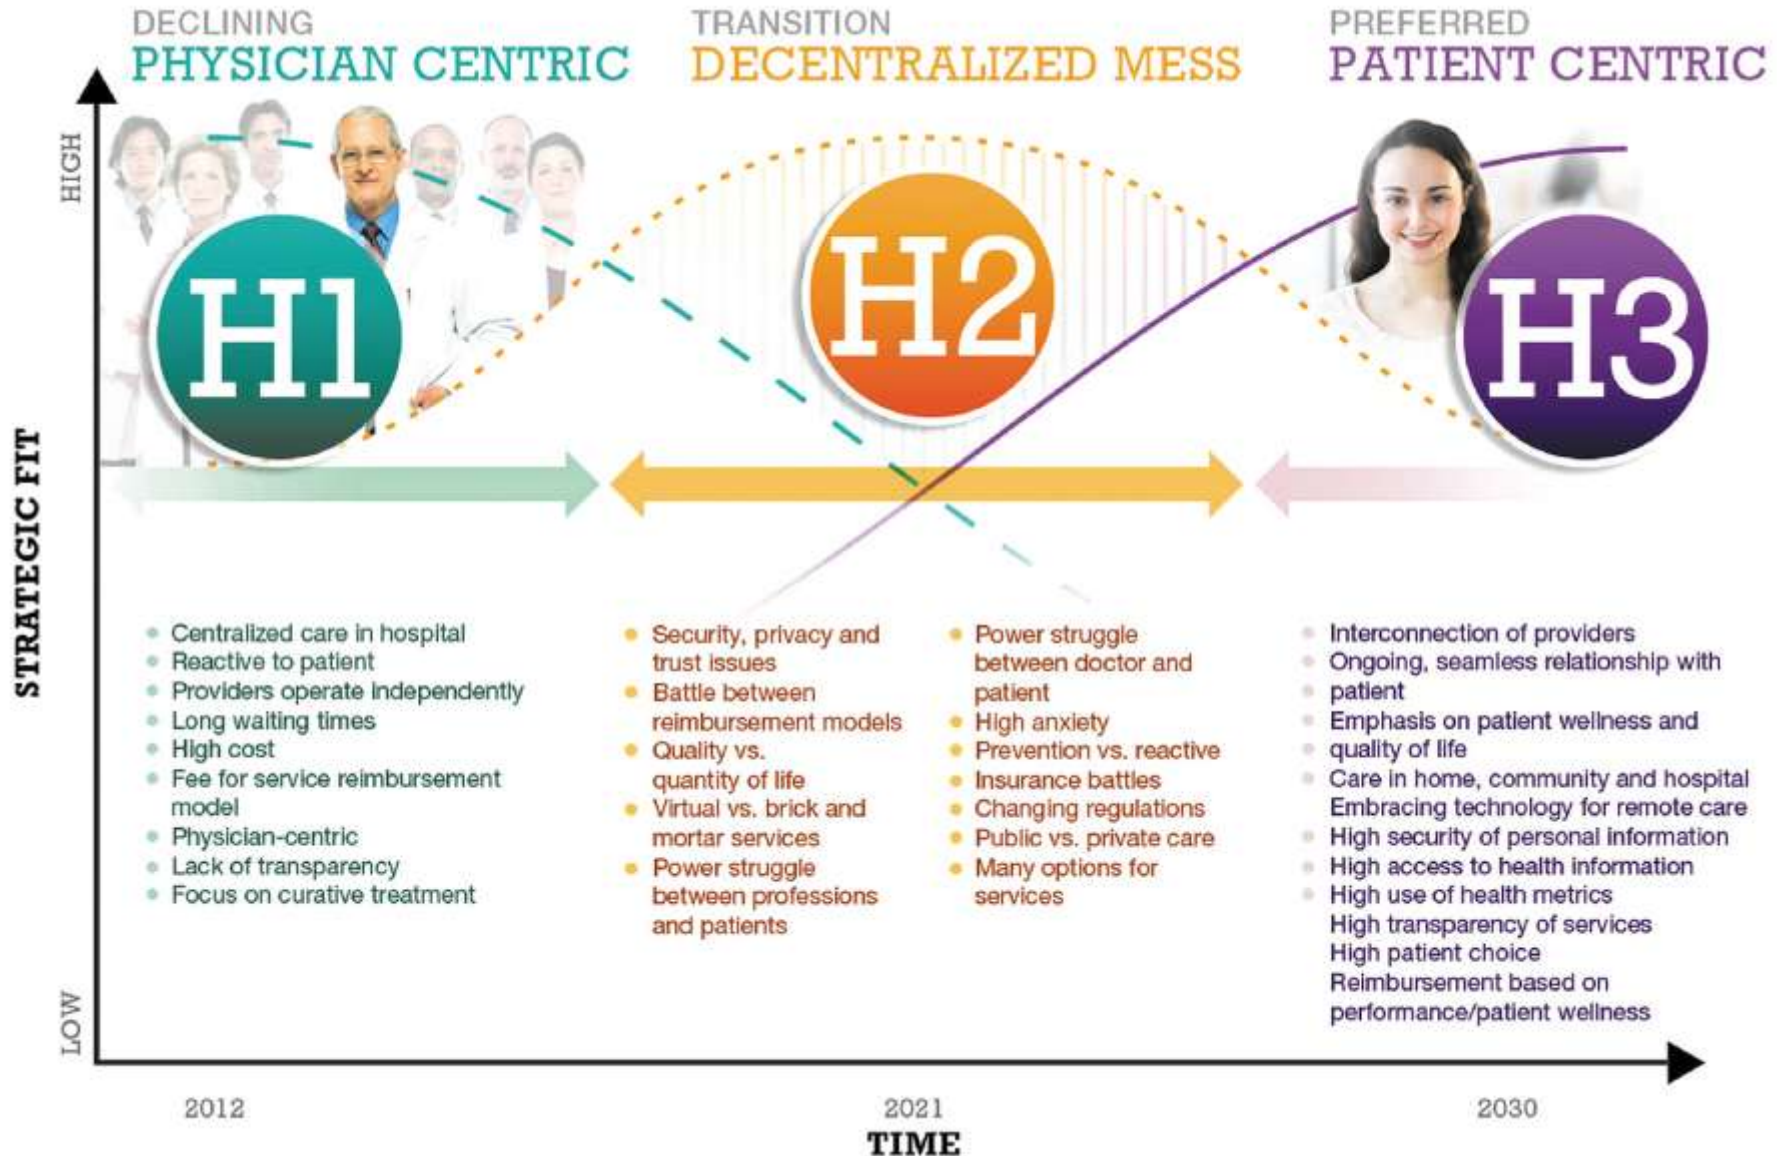 DECLINING
PHYSICIAN CENTRIC
TRANSITION
DECENTRALIZED MESS
PREFERRED
PATIENT CENTRIC
HIGH
H1
H2
H3
STRATEGIC FIT
Centralized care in hospital
Reactive to patient
Providers operate independently
Long waiting times
High cost
Fee for service reimbursement
model
Physician-centric
Lack of transparency
Focus on curative treatment
Security, privacy and
trust issues
Battle between
reimbursement models
Quality vs.
quantity of life
Virtual vs. brick and
mortar services
Power struggle
between professions
and patients
Power struggle
between doctor and
patient
High anxiety
Prevention vs. reactive
Insurance battles
Changing regulations
Public vs. private care
Many options for
services
Interconnection of providers
Ongoing, seamless relationship with
patient
Emphasis on patient wellness and
quality of life
Care in home, community and hospital
Embracing technology for remote care
High security of personal information
High access to health information
High use of health metrics
High transparency of services
High patient choice
Reimbursement based on
performance/patient wellness
LOW
2012
2021
2030
TIME